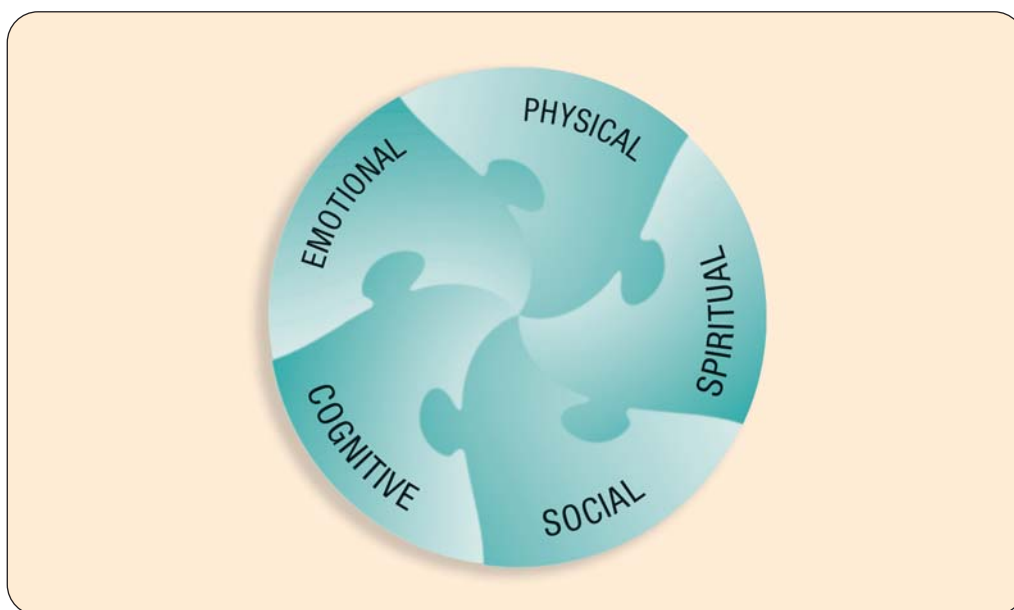 PHYSICAL
SPIRITUAL
SOCIAL
COGNITIVE
EMOTIONAL